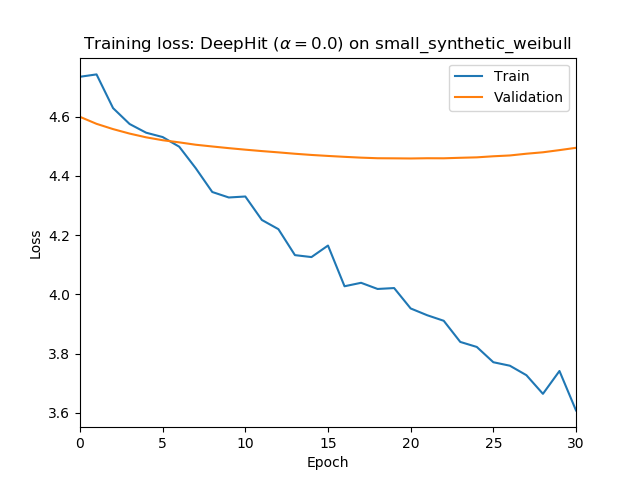 Training loss: DeepHit (α = 0.0) on small_synthetic_weibull
Train
Validation
Loss
4.6
4.4
4.2
4.0
3.8
3.6
0 5 10 15 20 25 30
Epoch